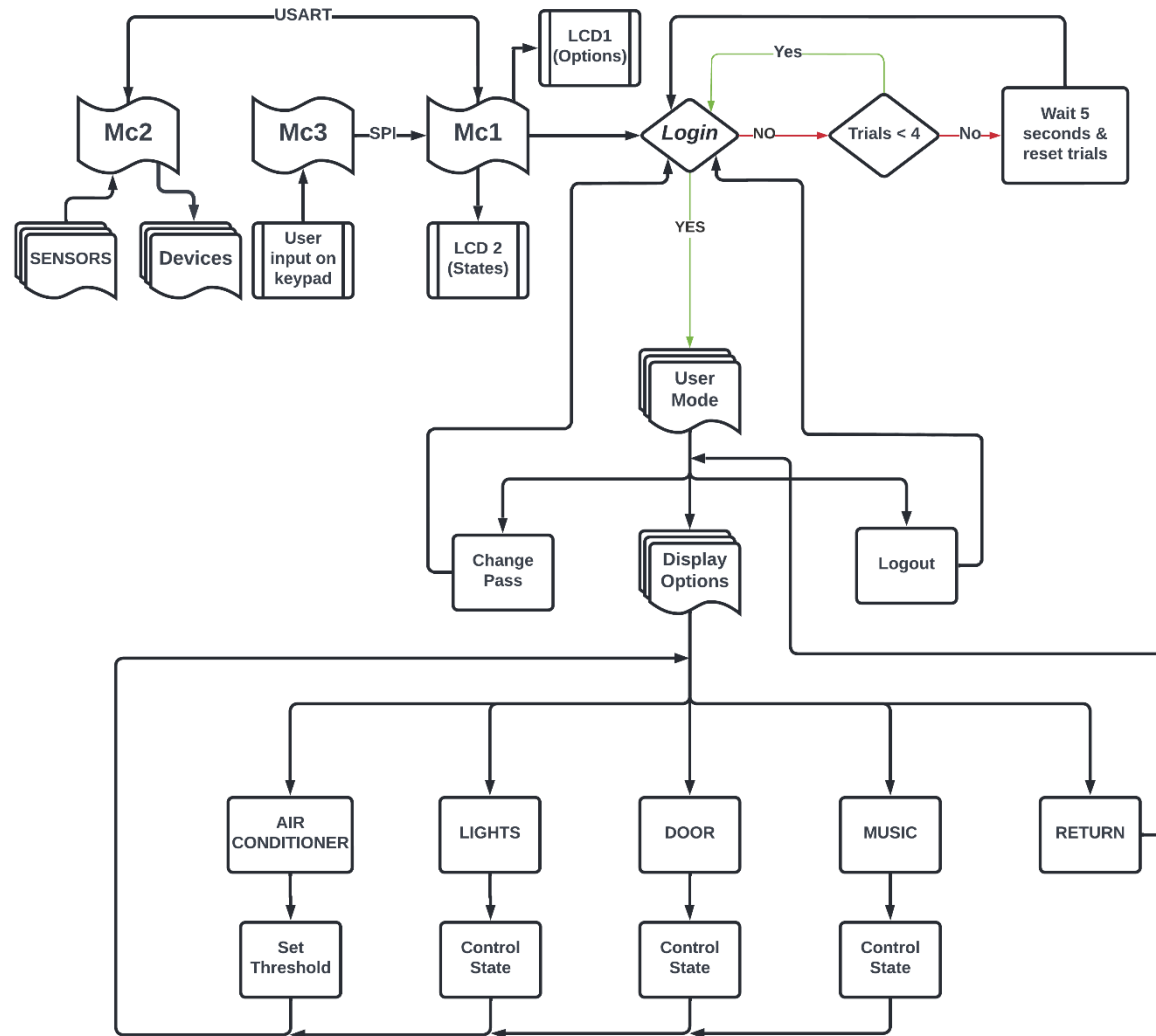 USART
LCD1
(Options)
Yes
Mc2
Mc3
SPI
Mc1
Login
NO
Trials < 4
No
Wait 5
seconds &
reset trials
SENSORS
Devices
User
input on
keypad
LCD 2
(States)
YES
User
Mode
Change
Pass
Display
Options
Logout
AIR
CONDITIONER
LIGHTS
DOOR
MUSIC
RETURN
Set
Threshold
Control
State
Control
State
Control
State